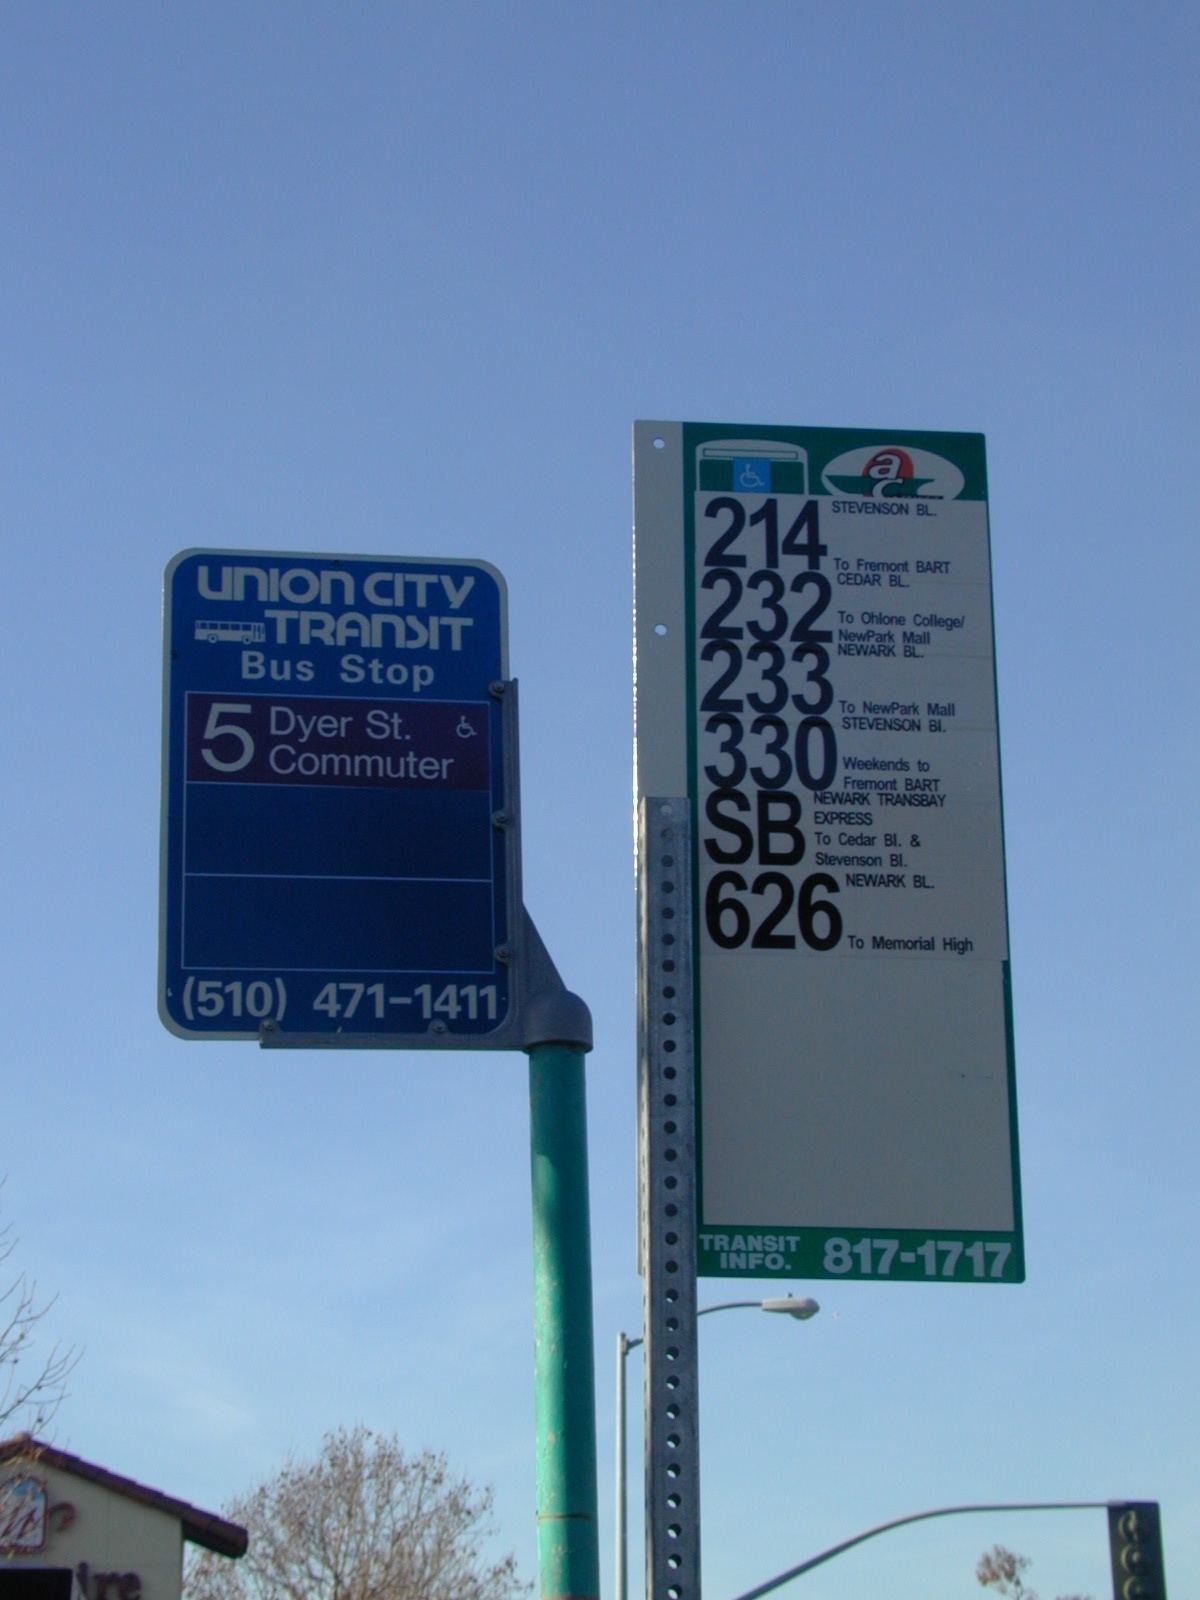 UNION CITY
TRANSIT
Bus Stop
5 Dyer St.
Commuter
(510) 471-1411
ac
214 STEVENSON BL.
To Fremont BART
232 CEDAR BL.
To Ohlone College/
NewPark Mall
233 NEWARK BL.
To NewPark Mall
330 STEVENSON Bl.
Weekends to
Fremont BART
SB NEWARK TRANSBAY
EXPRESS
To Cedar Bl. &
Stevenson Bl.
626 NEWARK BL.
To Memorial High
TRANSIT
INFO. 817-1717